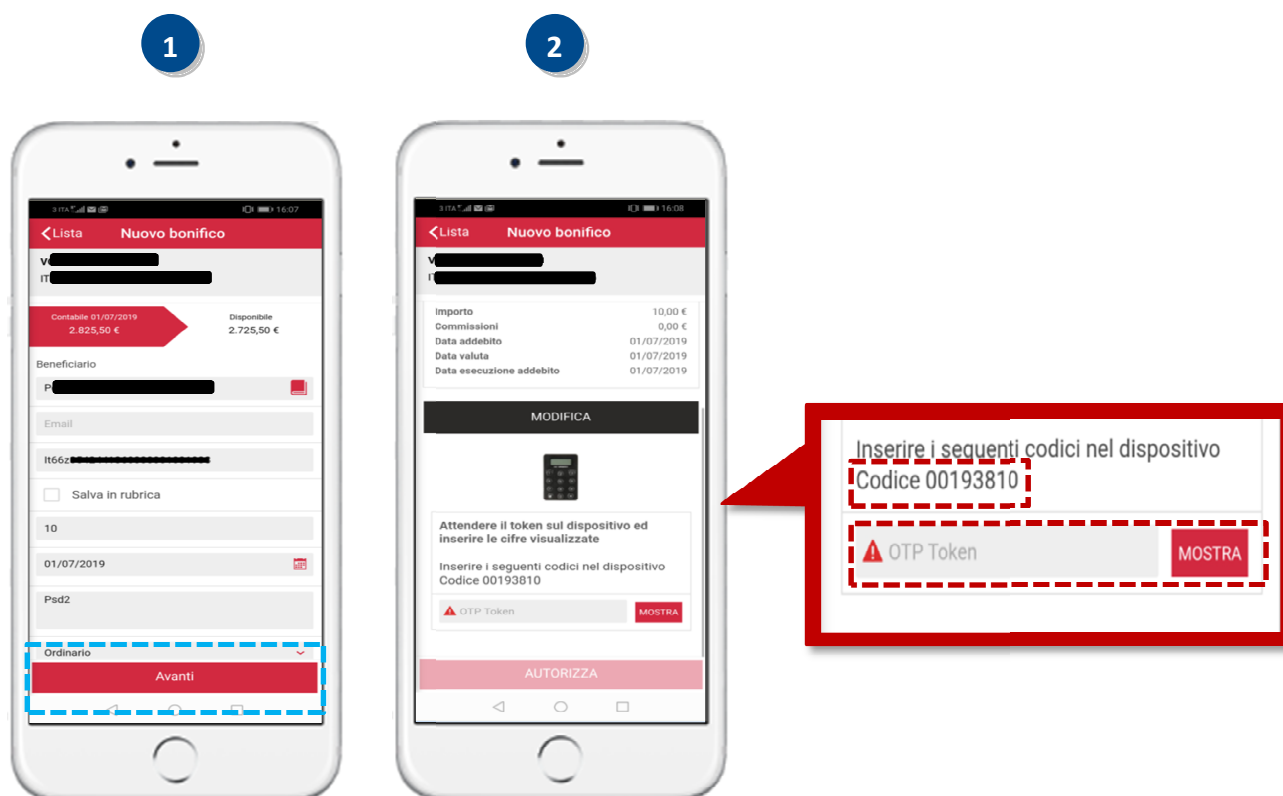 1
2
3 ITA 16:07
Lista Nuovo bonifico
IT
Contabile 01/07/2019 Disponibile
2.825,50 € 2.725,50 €
Beneficiario
Email
It66z
Salva in rubrica
10
01/07/2019
Psd2
Ordinario
Avanti
3 ITA 16:08
Lista Nuovo bonifico
Importo 10,00 €
Commissioni 0,00 €
Data addebito 01/07/2019
Data valuta 01/07/2019
Data esecuzione addebito 01/07/2019
MODIFICA
Attendere il token sul dispositivo ed
inserire le cifre visualizzate
Inserire i seguenti codici nel dispositivo
Codice 00193810
OTP Token MOSTRA
AUTORIZZA
Inserire i seguenti codici nel dispositivo
Codice 00193810
OTP Token MOSTRA